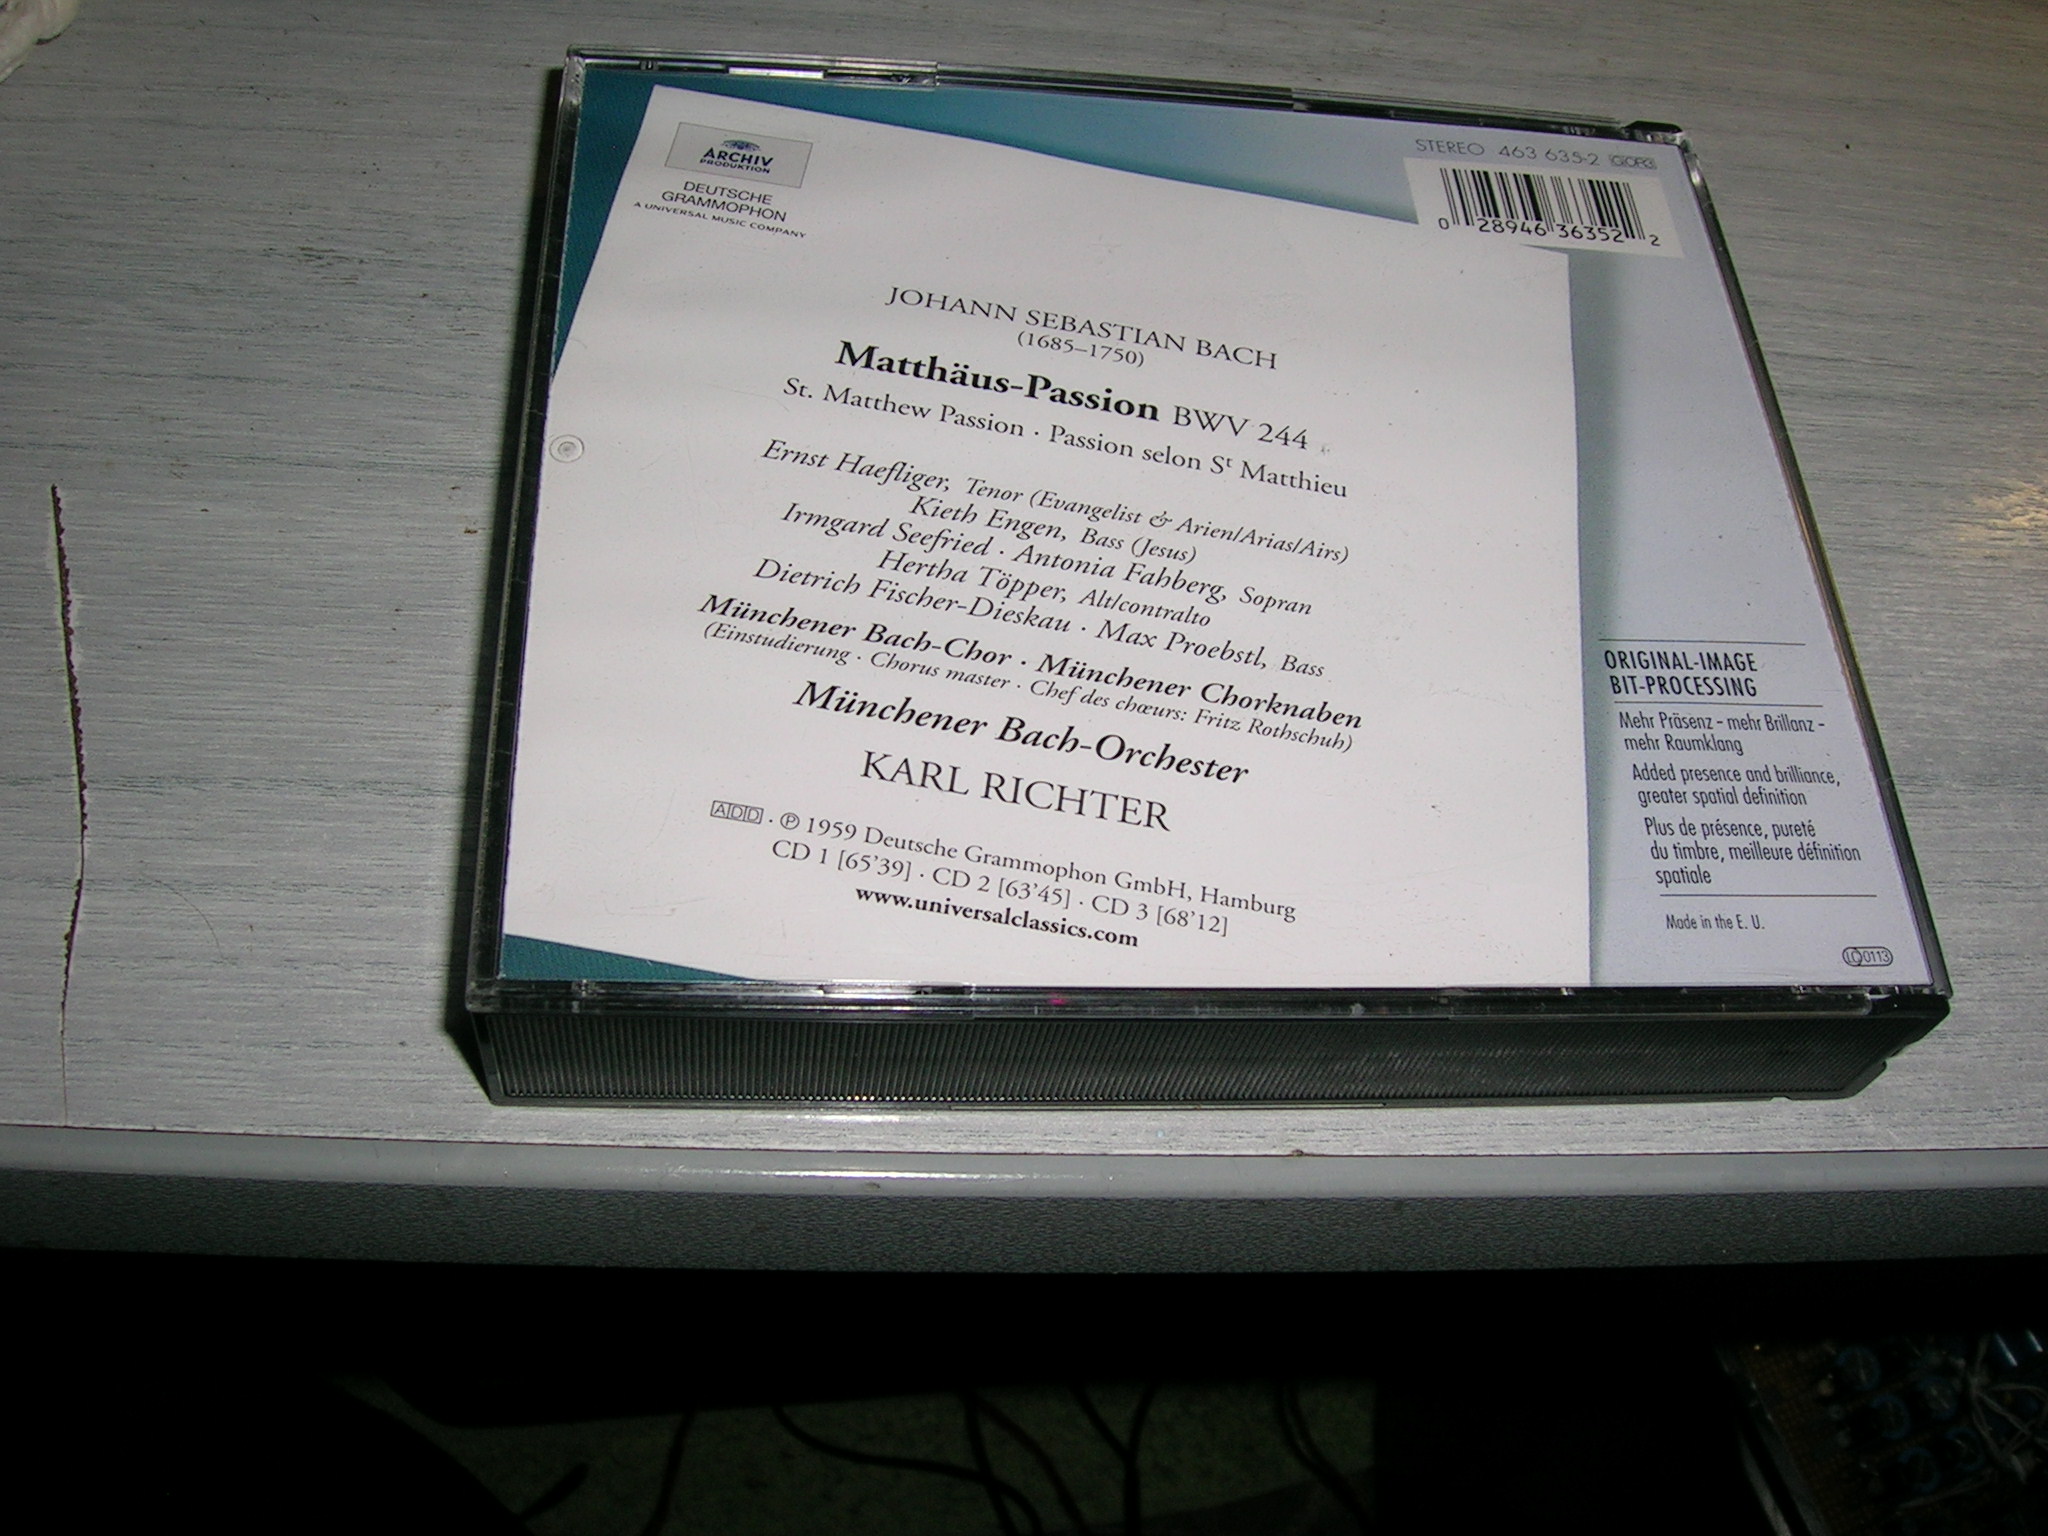 ARCHIV
PRODUKTION
DEUTSCHE
GRAMMOPHON
A UNIVERSAL MUSIC COMPANY
STEREO 463 635-2
0 28946 36352 2
JOHANN SEBASTIAN BACH
(1685–1750)
Matthäus-Passion BWV 244
St. Matthew Passion · Passion selon St Matthieu
Ernst Haefliger, Tenor (Evangelist & Arien/Arias/Airs)
Kieth Engen, Bass (Jesus)
Irmgard Seefried · Antonia Fahberg, Sopran
Hertha Töpper, Alt/contralto
Dietrich Fischer-Dieskau · Max Proebstl, Bass
Münchener Bach-Chor · Münchener Chorknaben
(Einstudierung · Chorus master · Chef des chœurs: Fritz Rothschuh)
Münchener Bach-Orchester
KARL RICHTER
ADD · ℗ 1959 Deutsche Grammophon GmbH, Hamburg
CD 1 [65'39] · CD 2 [63'45] · CD 3 [68'12]
www.universalclassics.com
ORIGINAL-IMAGE
BIT-PROCESSING
Mehr Präsenz – mehr Brillanz –
mehr Raumklang
Added presence and brilliance,
greater spatial definition
Plus de présence, pureté
du timbre, meilleure définition
spatiale
Made in the E. U.
LC 0113